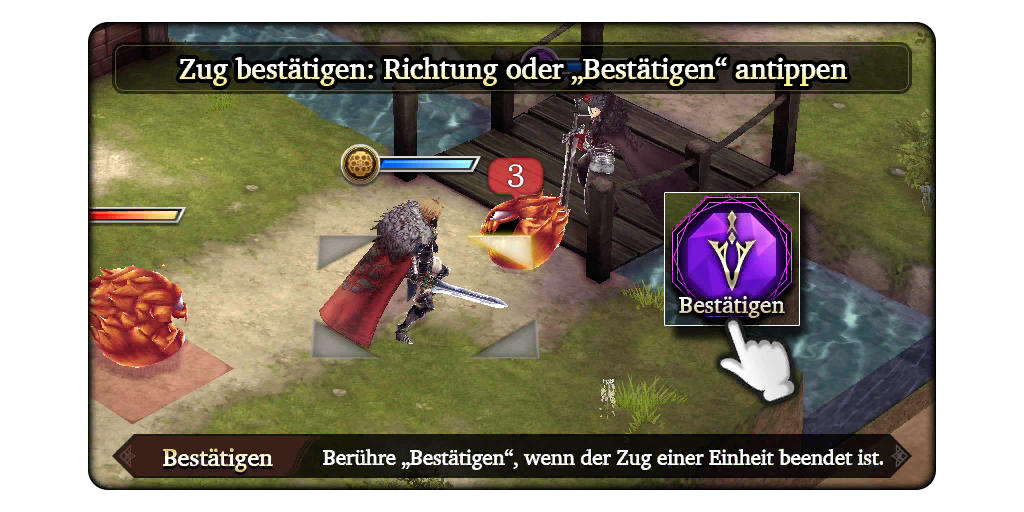 Zug bestätigen: Richtung oder „Bestätigen“ antippen
3
Bestätigen
Bestätigen
Berühre „Bestätigen“, wenn der Zug einer Einheit beendet ist.